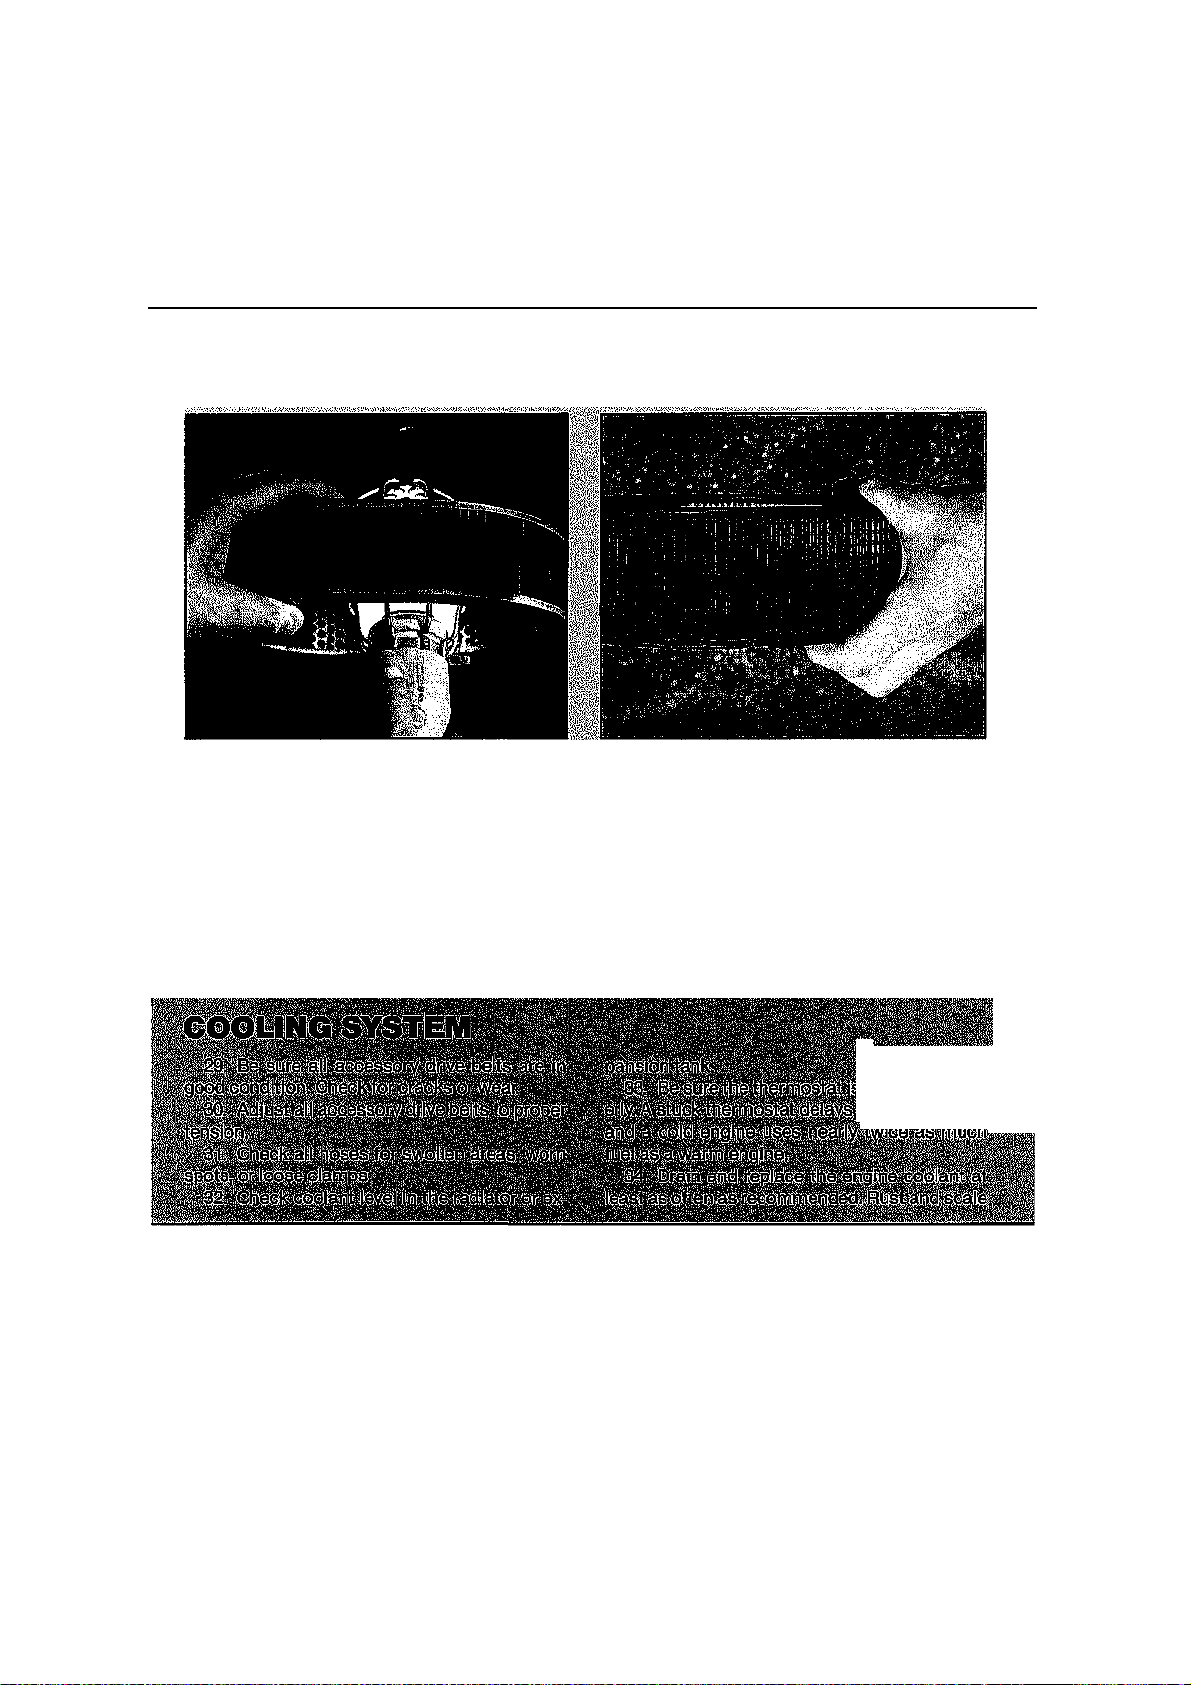 COOLING SYSTEM
29. Be sure all accessory drive belts are in
good condition. Check for cracks or wear.
30. Adjust all accessory drive belts to proper
tension.
31. Check all hoses for swollen areas, worn
spots, or loose clamps.
32. Check coolant level in the radiator or ex-
pansion tank.
33. Be sure the thermostat is
erly. A stuck thermostat delays
and a cold engine uses nearly twice as much
fuel as a warm engine.
34. Drain and replace the engine coolant at
least as often as recommended. Rust and scale